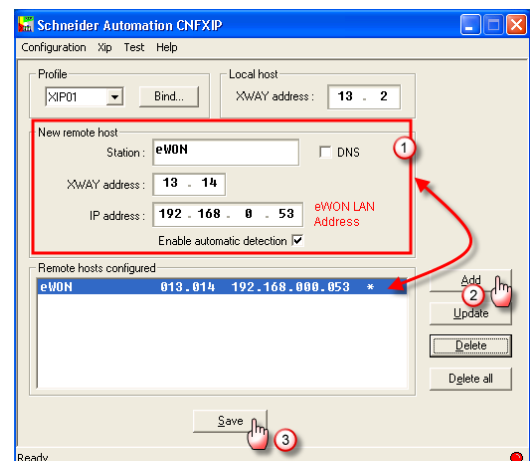 Schneider Automation CNFXIP
Configuration Xip Test Help
Profile
XIP01 Bind...
Local host
XWAY address : 13 . 2
New remote host
Station : eWON DNS
1
XWAY address : 13 . 14
IP address : 192 . 168 . 0 . 53
eWON LAN
Address
Enable automatic detection
Remote hosts configured
eWON 013.014 192.168.000.053 *
Add
2
Update
Delete
Delete all
Save
3
Ready